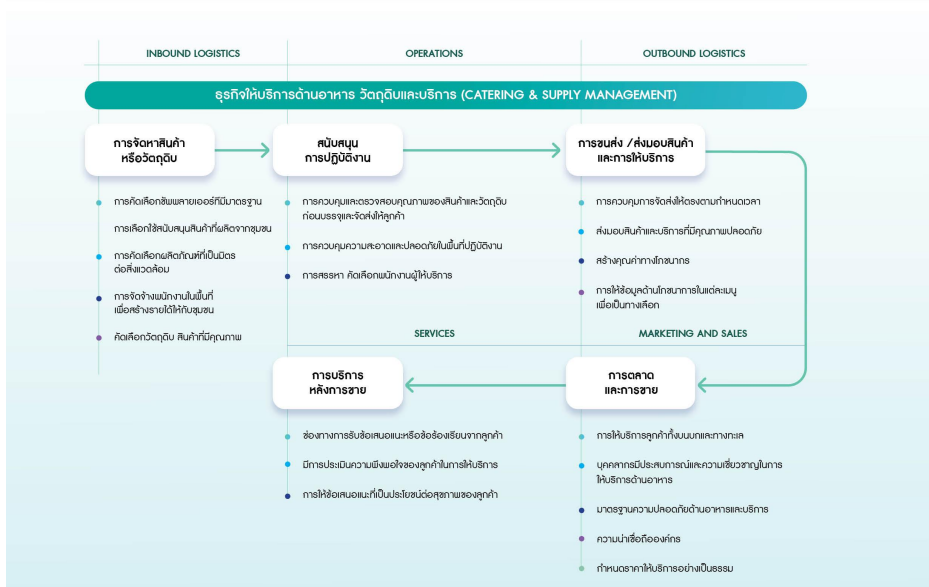 INBOUND LOGISTICS
OPERATIONS
OUTBOUND LOGISTICS
ธุรกิจให้บริการด้านอาหาร วัตถุดิบและบริการ (CATERING & SUPPLY MANAGEMENT)
การจัดหาสินค้า
หรือวัตถุดิบ
สนับสนุน
การปฏิบัติงาน
การขนส่ง /ส่งมอบสินค้า
และการให้บริการ
การคัดเลือกซัพพลายเออร์ที่มีมาตรฐาน
การเลือกใช้สนับสนุนสินค้าที่ผลิตจากชุมชน
การคัดเลือกผลิตภัณฑ์ที่เป็นมิตร
ต่อสิ่งแวดล้อม
การจัดจ้างพนักงานในพื้นที่
เพื่อสร้างรายได้ให้กับชุมชน
คัดเลือกวัตถุดิบ สินค้าที่มีคุณภาพ
การควบคุมและตรวจสอบคุณภาพของสินค้าและวัตถุดิบ
ก่อนบรรจุและจัดส่งให้ลูกค้า
การควบคุมความสะอาดและปลอดภัยในพื้นที่ปฏิบัติงาน
การสรรหา คัดเลือกพนักงานผู้ให้บริการ
การควบคุมการจัดส่งให้ตรงตามกำหนดเวลา
ส่งมอบสินค้าและบริการที่มีคุณภาพปลอดภัย
สร้างคุณค่าทางโภชนากร
การให้ข้อมูลด้านโภชนาการในแต่ละเมนู
เพื่อเป็นทางเลือก
SERVICES
MARKETING AND SALES
การบริการ
หลังการขาย
การตลาด
และการขาย
ช่องทางการรับข้อเสนอแนะหรือข้อร้องเรียนจากลูกค้า
มีการประเมินความพึงพอใจของลูกค้าในการให้บริการ
การให้ข้อเสนอแนะที่เป็นประโยชน์ต่อสุขภาพของลูกค้า
การให้บริการลูกค้าทั้งบนบกและทางทะเล
บุคคลากรมีประสบการณ์และความเชี่ยวชาญในการ
ให้บริการด้านอาหาร
มาตรฐานความปลอดภัยด้านอาหารและบริการ
ความน่าเชื่อถือองค์กร
กำหนดราคาให้บริการอย่างเป็นธรรม